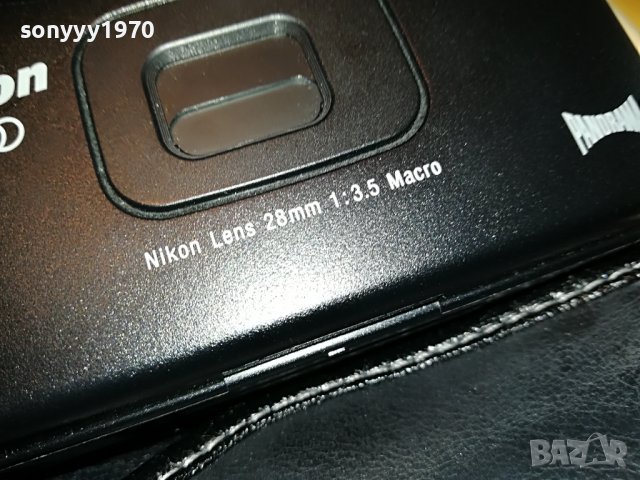 sonyyy1970
on
PANORAMA
Nikon Lens 28mm 1:3.5 Macro
BAZAR